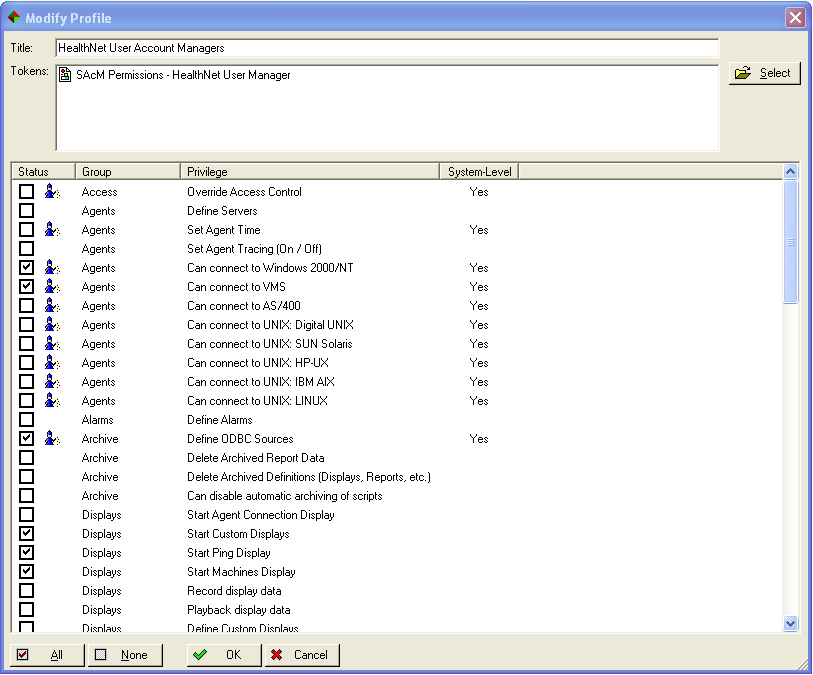 Modify Profile
Title: HealthNet User Account Managers
Tokens: SAcM Permissions - HealthNet User Manager
Select
Status Group Privilege System-Level
Access Override Access Control Yes
Agents Define Servers
Agents Set Agent Time Yes
Agents Set Agent Tracing (On / Off)
Agents Can connect to Windows 2000/NT Yes
Agents Can connect to VMS Yes
Agents Can connect to AS/400 Yes
Agents Can connect to UNIX: Digital UNIX Yes
Agents Can connect to UNIX: SUN Solaris Yes
Agents Can connect to UNIX: HP-UX Yes
Agents Can connect to UNIX: IBM AIX Yes
Agents Can connect to UNIX: LINUX Yes
Alarms Define Alarms
Archive Define ODBC Sources Yes
Archive Delete Archived Report Data
Archive Delete Archived Definitions (Displays, Reports, etc.)
Archive Can disable automatic archiving of scripts
Displays Start Agent Connection Display
Displays Start Custom Displays
Displays Start Ping Display
Displays Start Machines Display
Displays Record display data
Displays Playback display data
Displays Define Custom Displays
All None OK Cancel